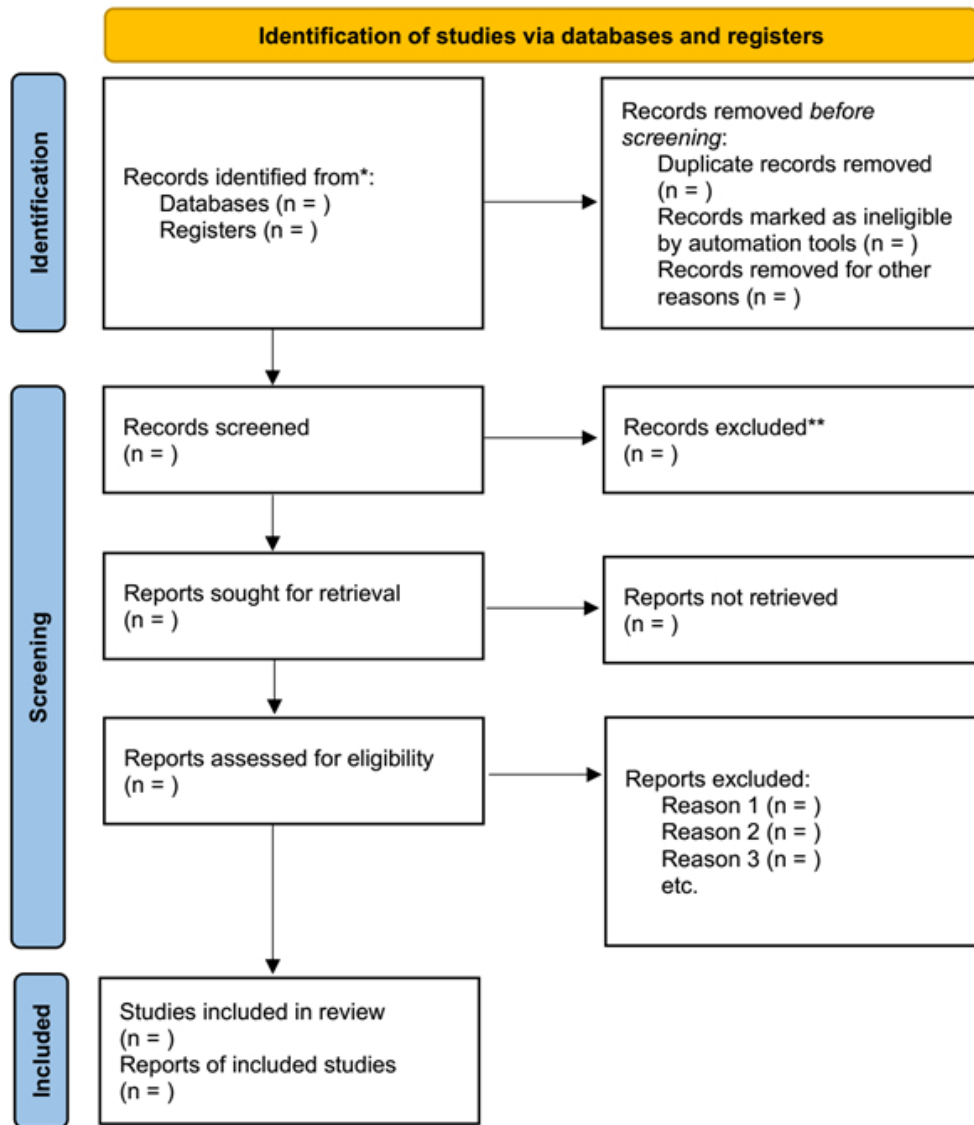 Identification of studies via databases and registers
Identification
Records identified from*:
Databases (n = )
Registers (n = )
Records removed before
screening:
Duplicate records removed
(n = )
Records marked as ineligible
by automation tools (n = )
Records removed for other
reasons (n = )
Screening
Records screened
(n = )
Records excluded**
(n = )
Reports sought for retrieval
(n = )
Reports not retrieved
(n = )
Reports assessed for eligibility
(n = )
Reports excluded:
Reason 1 (n = )
Reason 2 (n = )
Reason 3 (n = )
etc.
Included
Studies included in review
(n = )
Reports of included studies
(n = )